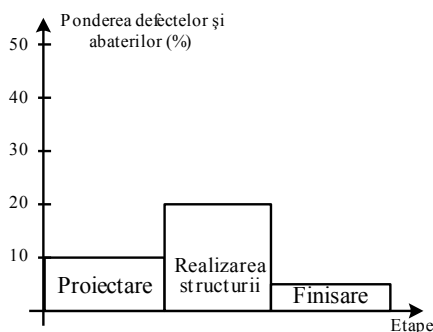 Ponderea defectelor şi
abaterilor (%)
50
40
30
20
10
Proiectare
Realizarea
structurii
Finisare
Etape